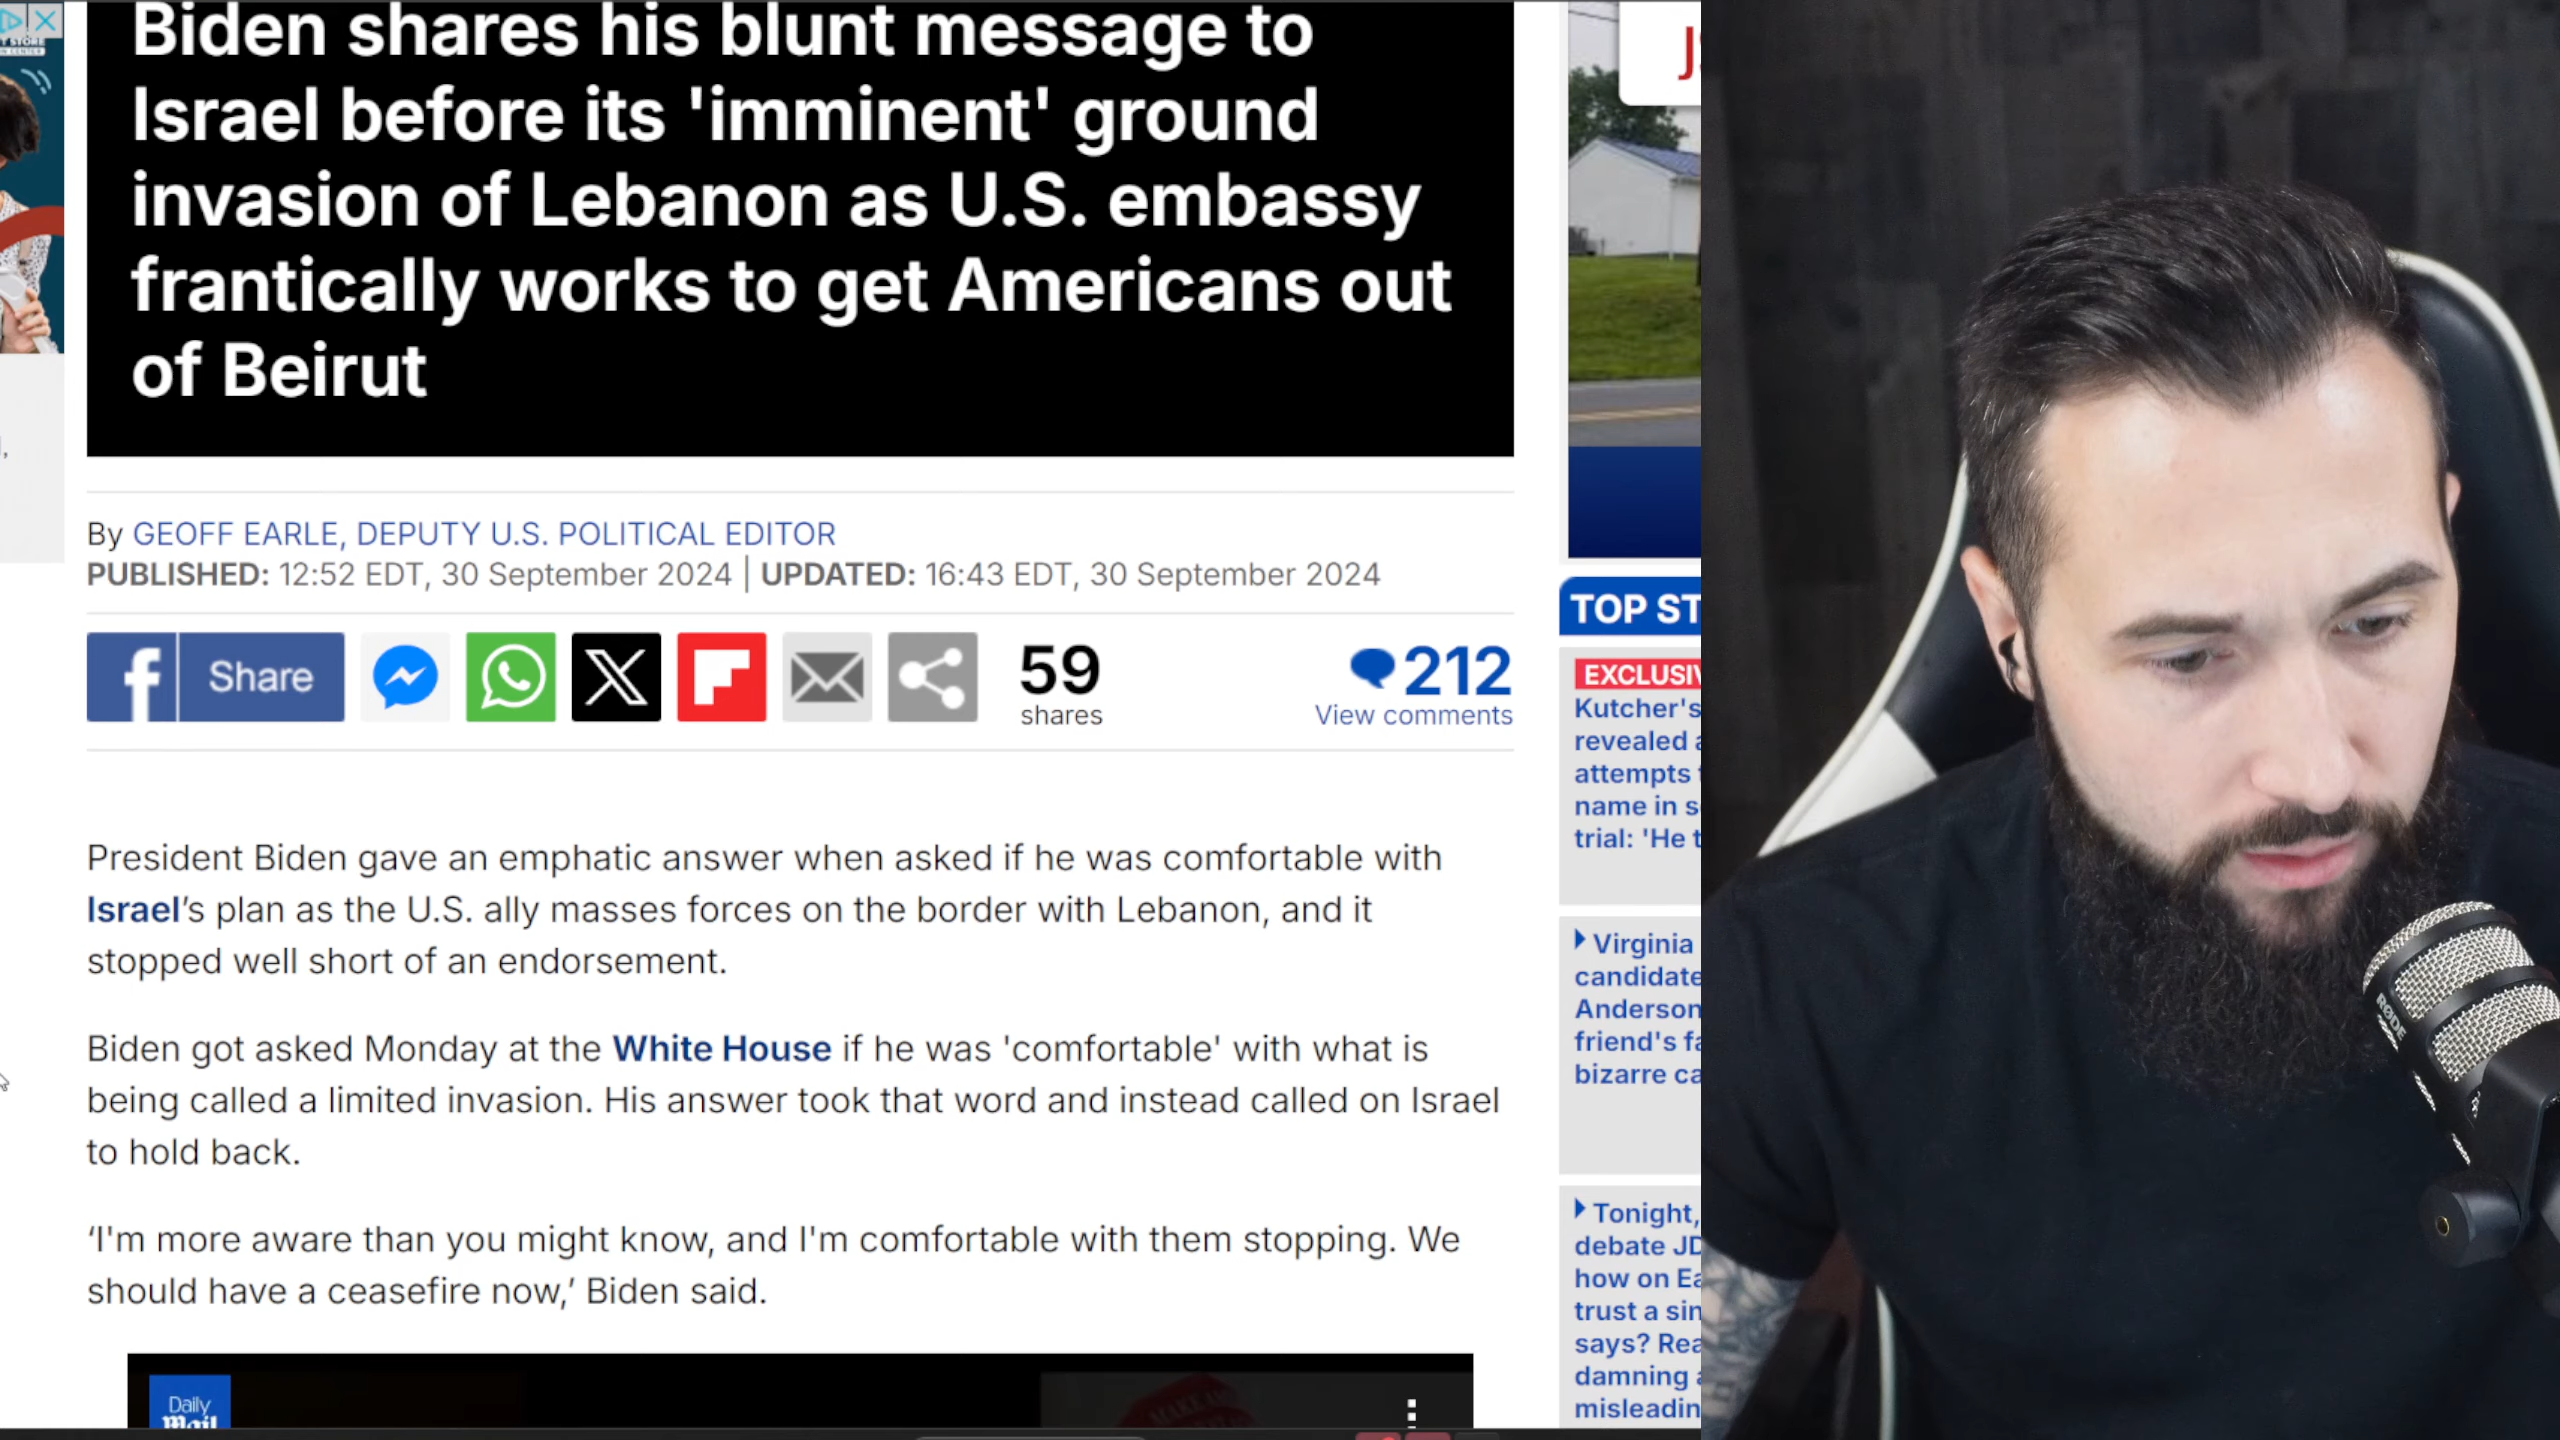 Biden shares his blunt message to
Israel before its 'imminent' ground
invasion of Lebanon as U.S. embassy
frantically works to get Americans out
of Beirut
By GEOFF EARLE, DEPUTY U.S. POLITICAL EDITOR
PUBLISHED: 12:52 EDT, 30 September 2024 | UPDATED: 16:43 EDT, 30 September 2024
Share
59
shares
212
View comments
President Biden gave an emphatic answer when asked if he was comfortable with
Israel's plan as the U.S. ally masses forces on the border with Lebanon, and it
stopped well short of an endorsement.
Biden got asked Monday at the White House if he was 'comfortable' with what is
being called a limited invasion. His answer took that word and instead called on Israel
to hold back.
‘I'm more aware than you might know, and I'm comfortable with them stopping. We
should have a ceasefire now,’ Biden said.
Daily
Mail
TOP ST
EXCLUSIV
Kutcher's
revealed a
attempts
name in s
trial: 'He t
Virginia
candidate
Anderson
friend's fa
bizarre ca
Tonight,
debate JD
how on Ea
trust a sin
says? Rea
damning a
misleadin
RØDE